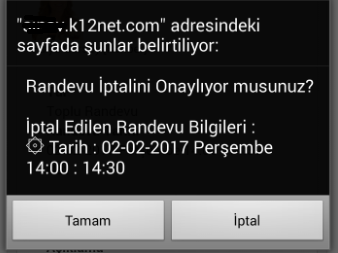 .k12net.com" adresindeki
sayfada şunlar belirtiliyor:
Randevu İptalini Onaylıyor musunuz?
İptal Edilen Randevu Bilgileri :
Tarih : 02-02-2017 Perşembe
14:00 : 14:30
Tamam İptal